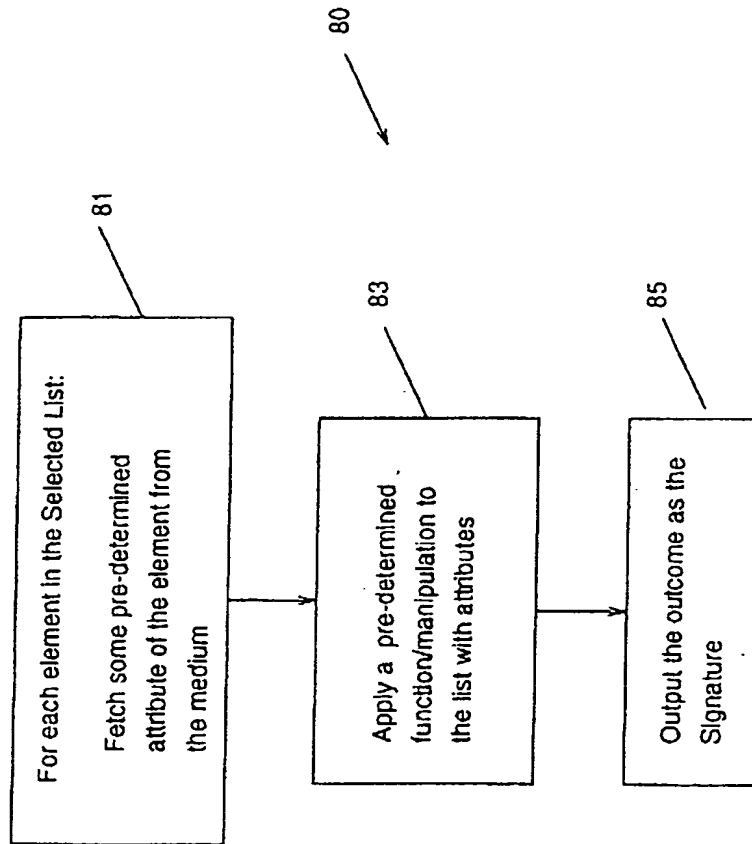 80
81
For each element in the Selected List:
Fetch some pre-determined
attribute of the element from
the medium
83
Apply a pre-determined
function/manipulation to
the list with attributes
85
Output the outcome as the
Signature